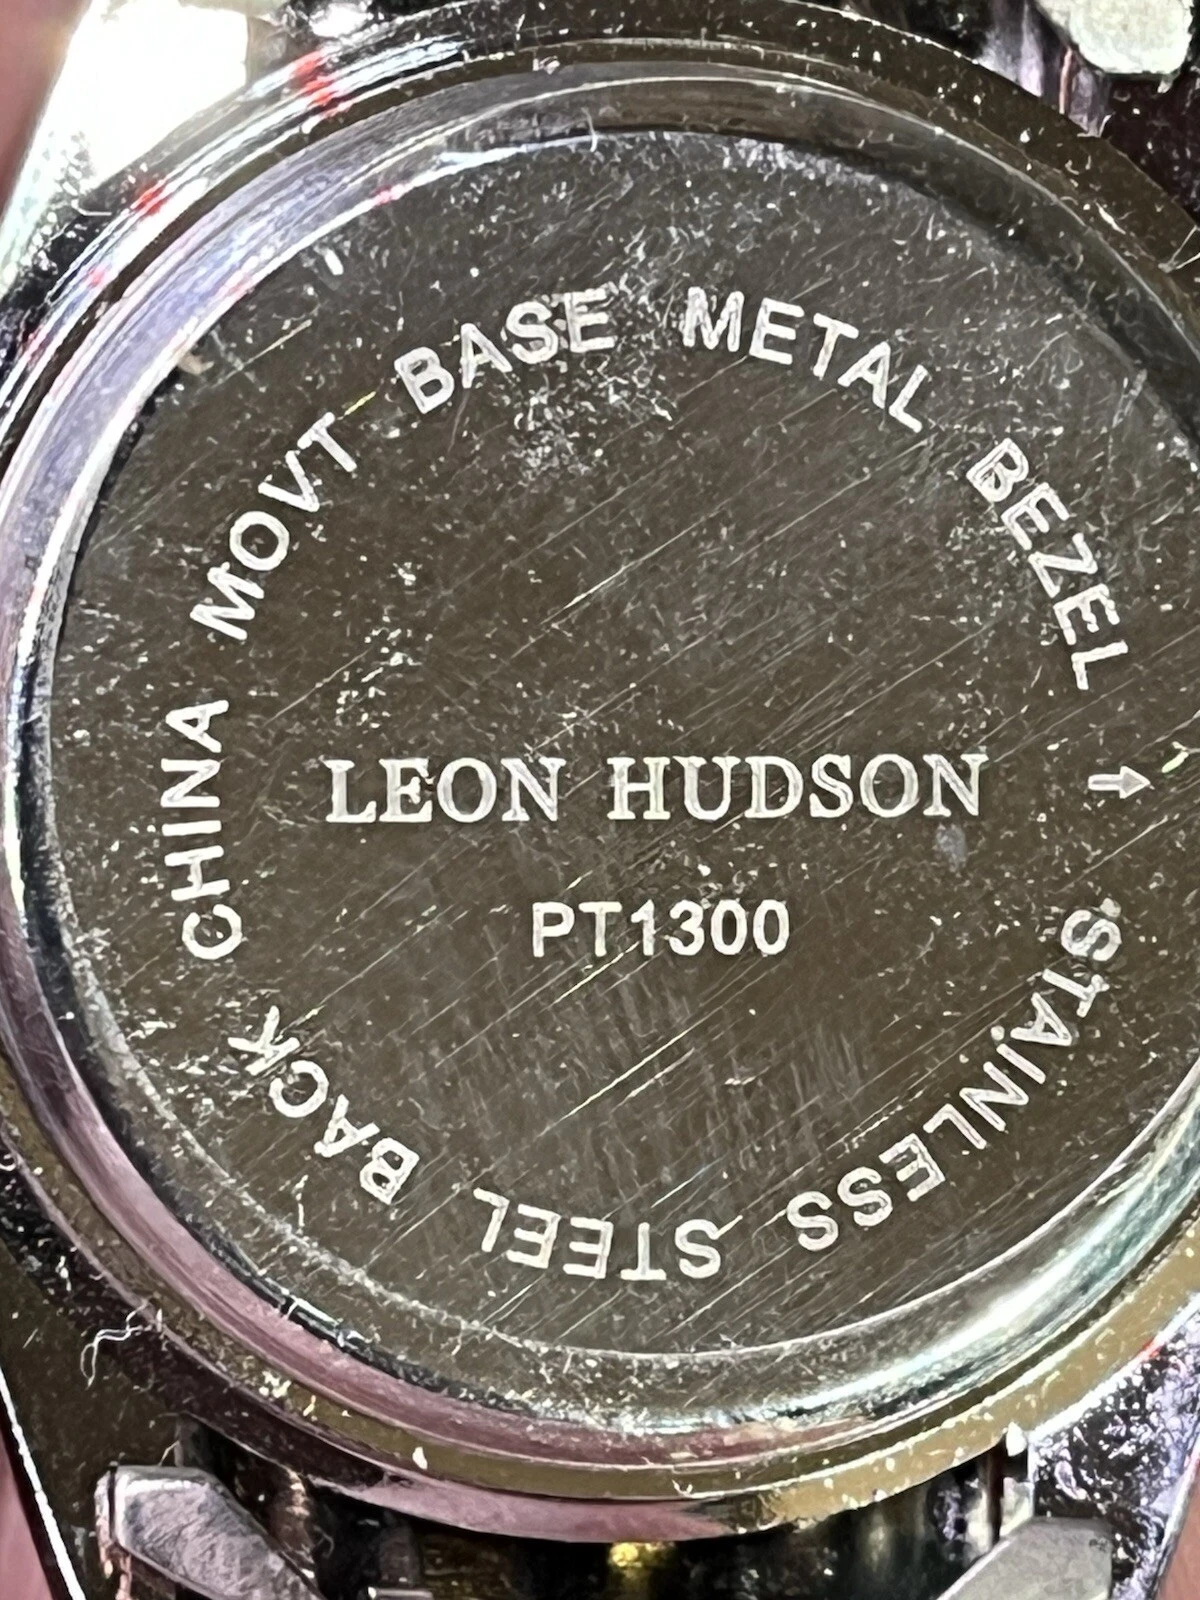 CHINA MOVT BASE METAL BEZEL
↑
STAINLESS STEEL BACK
LEON HUDSON
PT1300